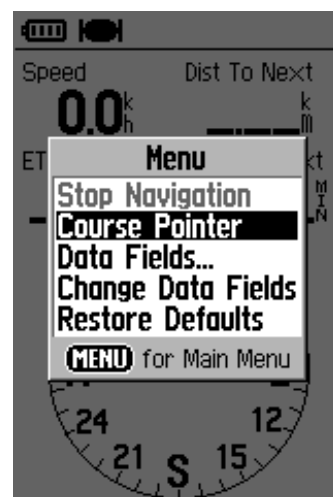 Speed Dist To Next
0.0 k h k m
ET xt
M I N
Menu
Stop Navigation
Course Pointer
Data Fields...
Change Data Fields
Restore Defaults
MENU for Main Menu
24 12
21 S 15